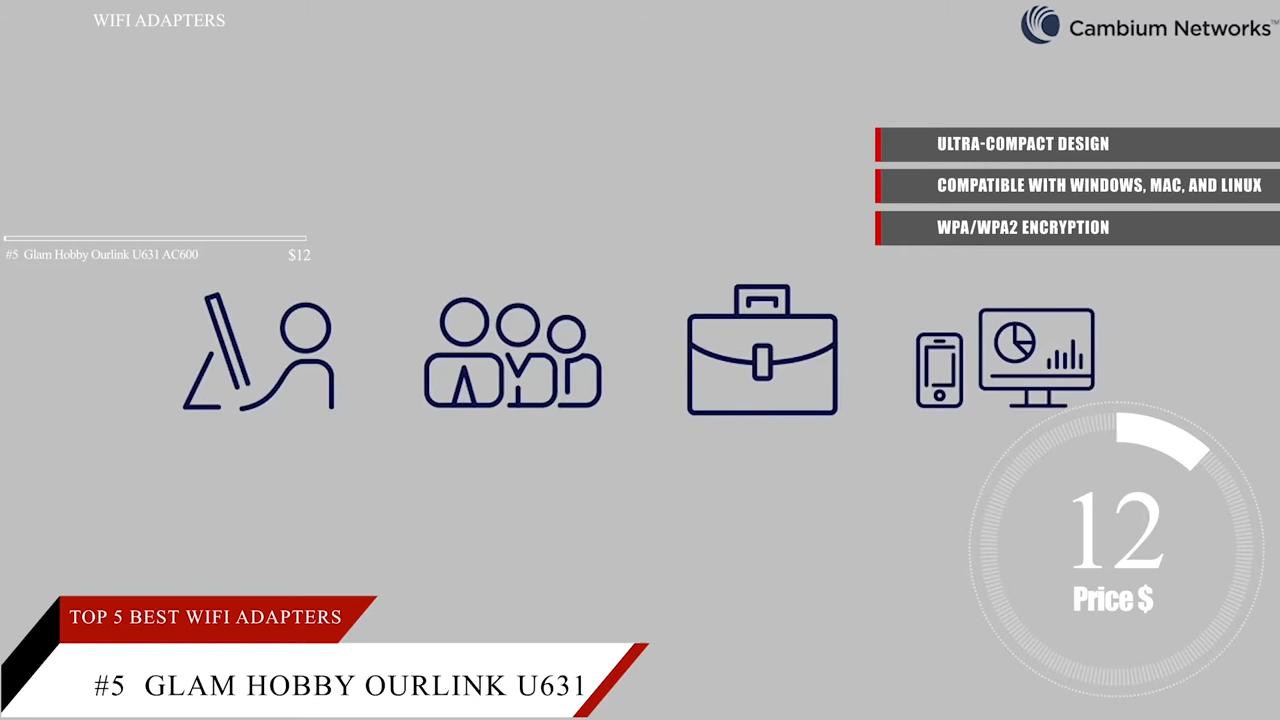 WIFI ADAPTERS
Cambium Networks™
ULTRA-COMPACT DESIGN
COMPATIBLE WITH WINDOWS, MAC, AND LINUX
WPA/WPA2 ENCRYPTION
#5 Glam Hobby Ourlink U631 AC600 $12
12
Price $
TOP 5 BEST WIFI ADAPTERS
#5 GLAM HOBBY OURLINK U631